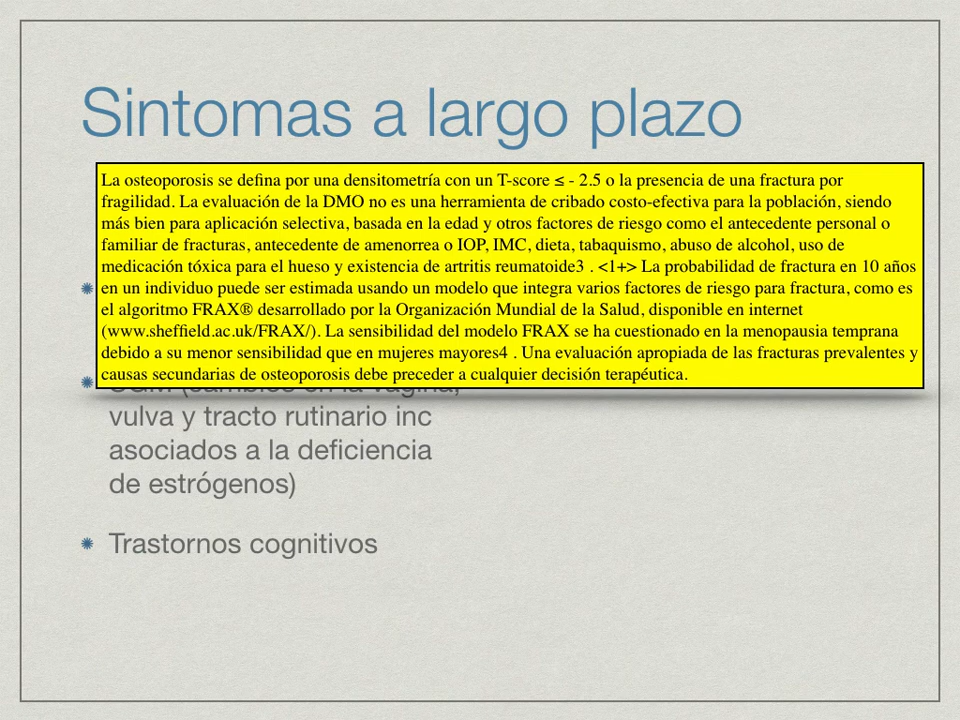 Sintomas a largo plazo
La osteoporosis se defina por una densitometría con un T-score ≤ - 2.5 o la presencia de una fractura por
fragilidad. La evaluación de la DMO no es una herramienta de cribado costo-efectiva para la población, siendo
más bien para aplicación selectiva, basada en la edad y otros factores de riesgo como el antecedente personal o
familiar de fracturas, antecedente de amenorrea o IOP, IMC, dieta, tabaquismo, abuso de alcohol, uso de
medicación tóxica para el hueso y existencia de artritis reumatoide3 . <1+> La probabilidad de fractura en 10 años
en un individuo puede ser estimada usando un modelo que integra varios factores de riesgo para fractura, como es
el algoritmo FRAX® desarrollado por la Organización Mundial de la Salud, disponible en internet
(www.sheffield.ac.uk/FRAX/). La sensibilidad del modelo FRAX se ha cuestionado en la menopausia temprana
debido a su menor sensibilidad que en mujeres mayores4 . Una evaluación apropiada de las fracturas prevalentes y
causas secundarias de osteoporosis debe preceder a cualquier decisión terapéutica.
(cambios en la vagina,
vulva y tracto rutinario inc
asociados a la deficiencia
de estrógenos)
Trastornos cognitivos